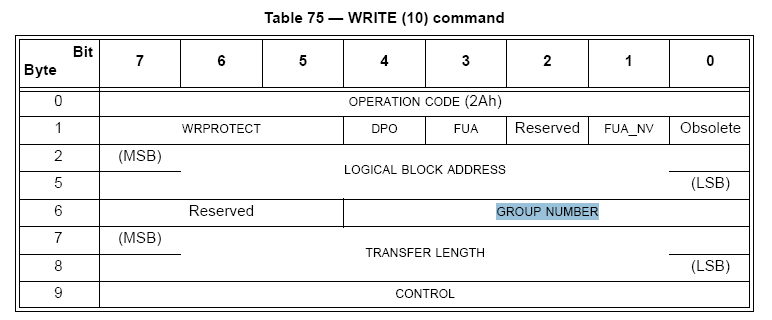 Table 75 — WRITE (10) command
Bit
Byte 7 6 5 4 3 2 1 0
0 OPERATION CODE (2Ah)
1 WRPROTECT DPO FUA Reserved FUA_NV Obsolete
2 (MSB)
LOGICAL BLOCK ADDRESS
5 (LSB)
6 Reserved GROUP NUMBER
7 (MSB)
TRANSFER LENGTH
8 (LSB)
9 CONTROL